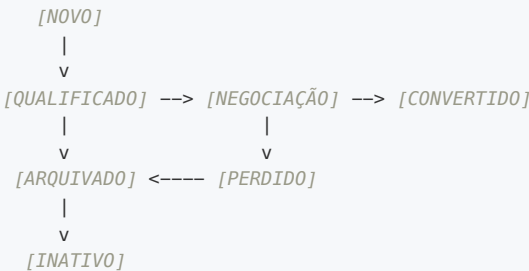 [NOVO]
|
v
[QUALIFICADO] --> [NEGOCIAÇÃO] --> [CONVERTIDO]
| |
v v
[ARQUIVADO] <---- [PERDIDO]
|
v
[INATIVO]